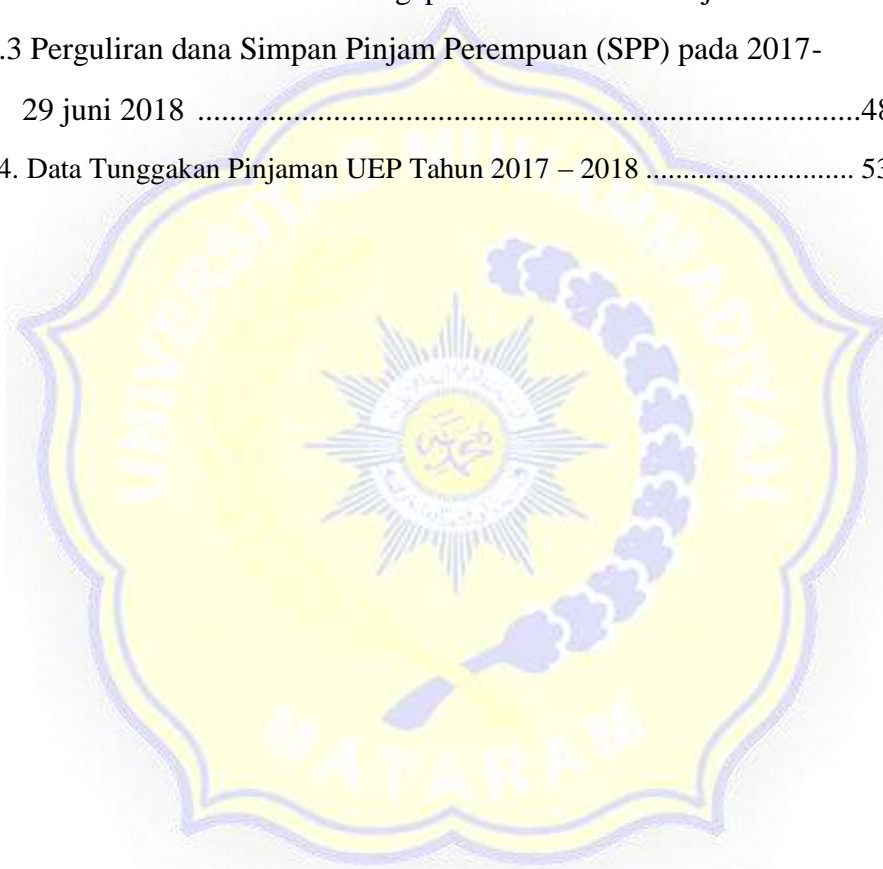 .3 Perguliran dana Simpan Pinjam Perempuan (SPP) pada 2017-
29 juni 2018 ....................................................................................48
4. Data Tunggakan Pinjaman UEP Tahun 2017 – 2018 ............................ 53
UNIVERSITAS MUHAMMADIYAH
MATARAM